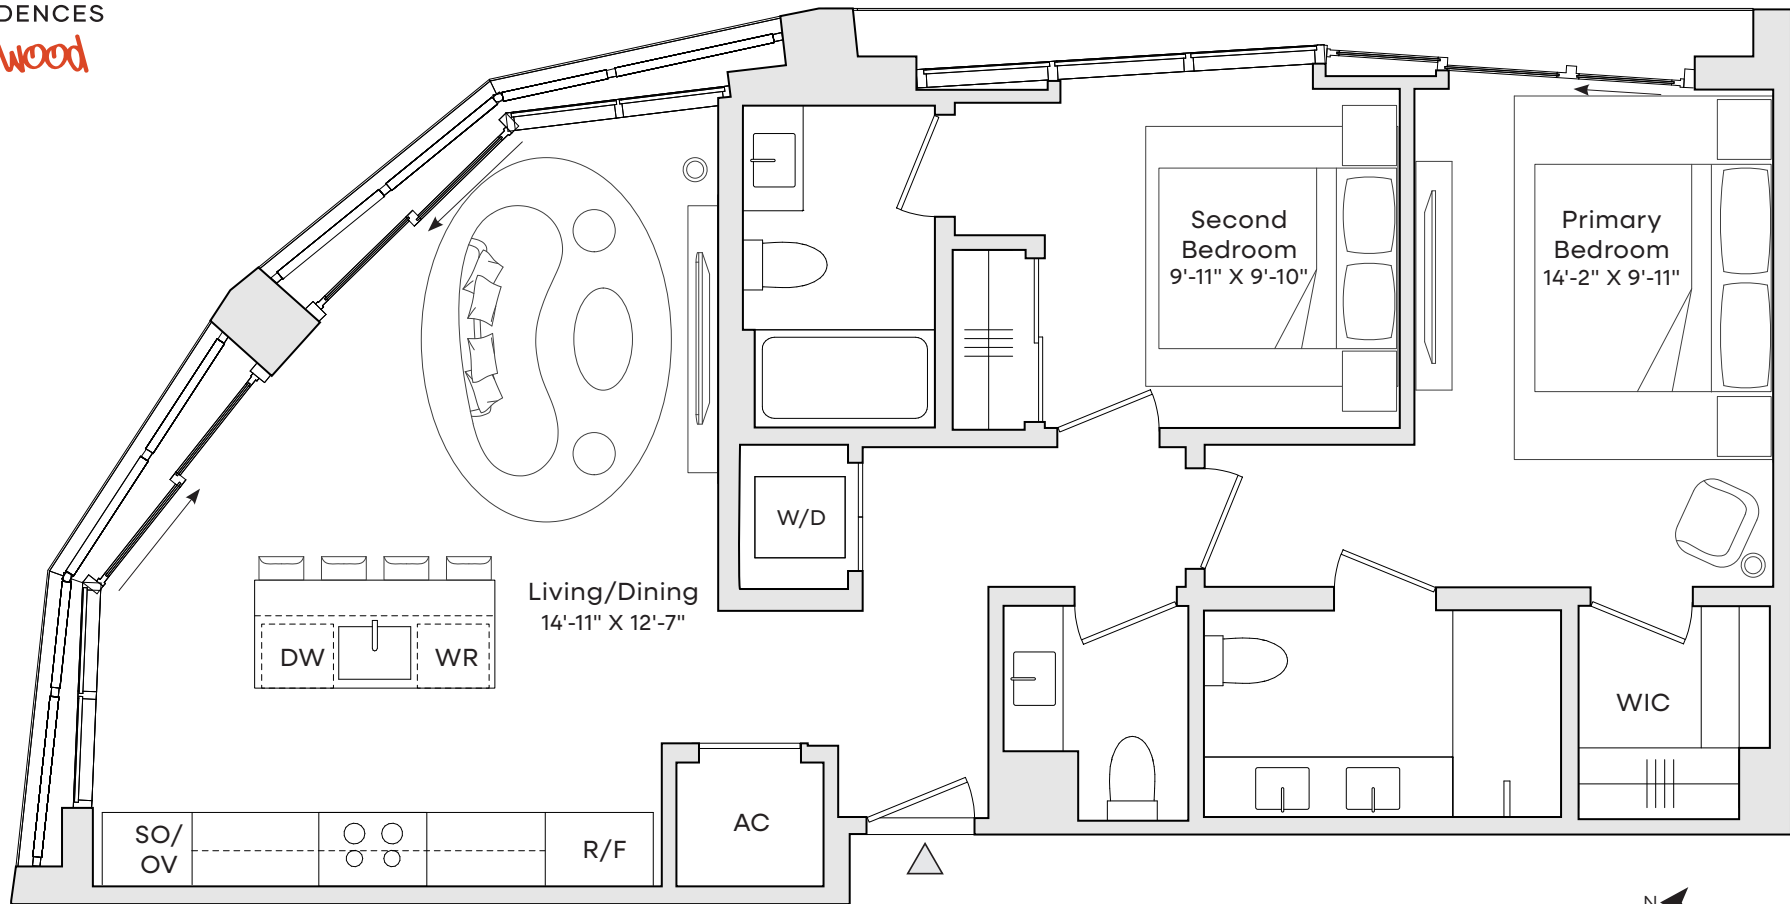 DENCES
wood
Second
Bedroom
9'-11" X 9'-10"
Primary
Bedroom
14'-2" X 9'-11"
W/D
Living/Dining
14'-11" X 12'-7"
DW
WR
WIC
SO/
OV
R/F
AC
N